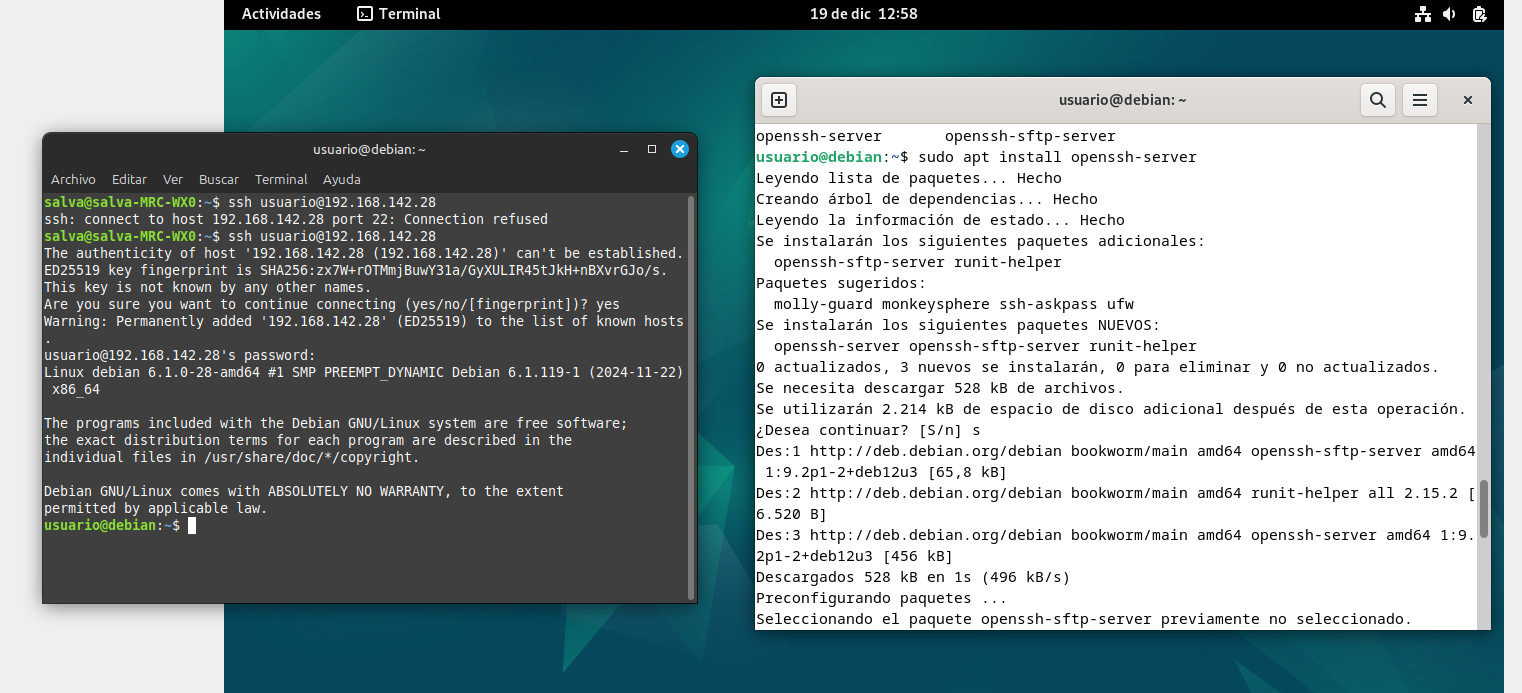 Actividades
Terminal
19 de dic 12:58
usuario@debian: ~
Archivo Editar Ver Buscar Terminal Ayuda
salva@salva-MRC-WX0:~$ ssh usuario@192.168.142.28
ssh: connect to host 192.168.142.28 port 22: Connection refused
salva@salva-MRC-WX0:~$ ssh usuario@192.168.142.28
The authenticity of host '192.168.142.28 (192.168.142.28)' can't be established.
ED25519 key fingerprint is SHA256:zx7W+rOTMmjBuwY31a/GyXULIR45tJkH+nBXvrGJo/s.
This key is not known by any other names.
Are you sure you want to continue connecting (yes/no/[fingerprint])? yes
Warning: Permanently added '192.168.142.28' (ED25519) to the list of known hosts
.
usuario@192.168.142.28's password:
Linux debian 6.1.0-28-amd64 #1 SMP PREEMPT_DYNAMIC Debian 6.1.119-1 (2024-11-22)
x86_64
The programs included with the Debian GNU/Linux system are free software;
the exact distribution terms for each program are described in the
individual files in /usr/share/doc/*/copyright.
Debian GNU/Linux comes with ABSOLUTELY NO WARRANTY, to the extent
permitted by applicable law.
usuario@debian:~$
usuario@debian: ~
openssh-server openssh-sftp-server
usuario@debian:~$ sudo apt install openssh-server
Leyendo lista de paquetes... Hecho
Creando árbol de dependencias... Hecho
Leyendo la información de estado... Hecho
Se instalarán los siguientes paquetes adicionales:
openssh-sftp-server runit-helper
Paquetes sugeridos:
molly-guard monkeysphere ssh-askpass ufw
Se instalarán los siguientes paquetes NUEVOS:
openssh-server openssh-sftp-server runit-helper
0 actualizados, 3 nuevos se instalarán, 0 para eliminar y 0 no actualizados.
Se necesita descargar 528 kB de archivos.
Se utilizarán 2.214 kB de espacio de disco adicional después de esta operación.
¿Desea continuar? [S/n] s
Des:1 http://deb.debian.org/debian bookworm/main amd64 openssh-sftp-server amd64
1:9.2p1-2+deb12u3 [65,8 kB]
Des:2 http://deb.debian.org/debian bookworm/main amd64 runit-helper all 2.15.2 [
6.520 B]
Des:3 http://deb.debian.org/debian bookworm/main amd64 openssh-server amd64 1:9.
2p1-2+deb12u3 [456 kB]
Descargados 528 kB en 1s (496 kB/s)
Preconfigurando paquetes ...
Seleccionando el paquete openssh-sftp-server previamente no seleccionado.